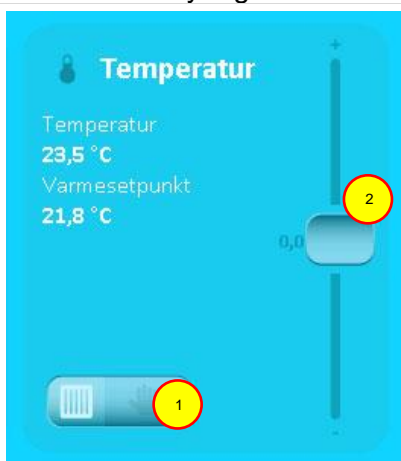 Temperatur
+
Temperatur
23,5 °C
Varmesetpunkt
21,8 °C
2
0,0
1
-